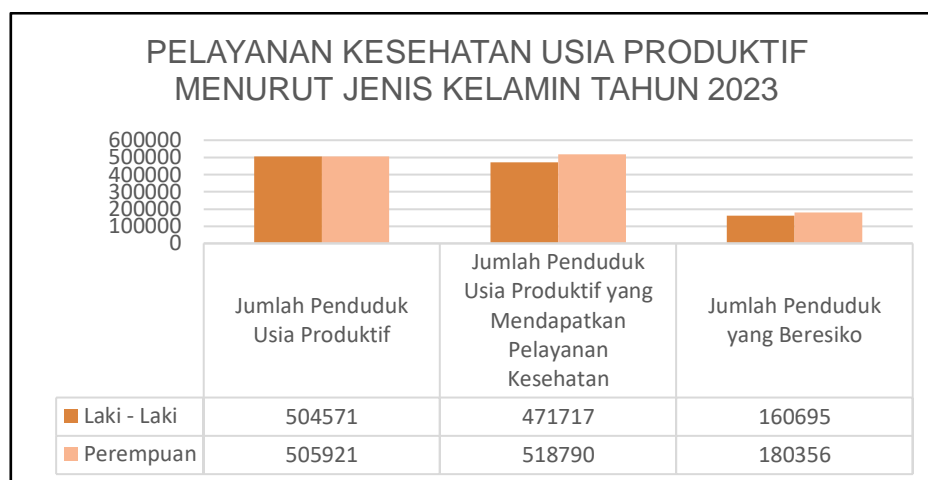 PELAYANAN KESEHATAN USIA PRODUKTIF
MENURUT JENIS KELAMIN TAHUN 2023
600000
500000
400000
300000
200000
100000
0
Jumlah Penduduk
Usia Produktif
Jumlah Penduduk
Usia Produktif yang
Mendapatkan
Pelayanan
Kesehatan
Jumlah Penduduk
yang Beresiko
Laki - Laki 504571 471717 160695
Perempuan 505921 518790 180356